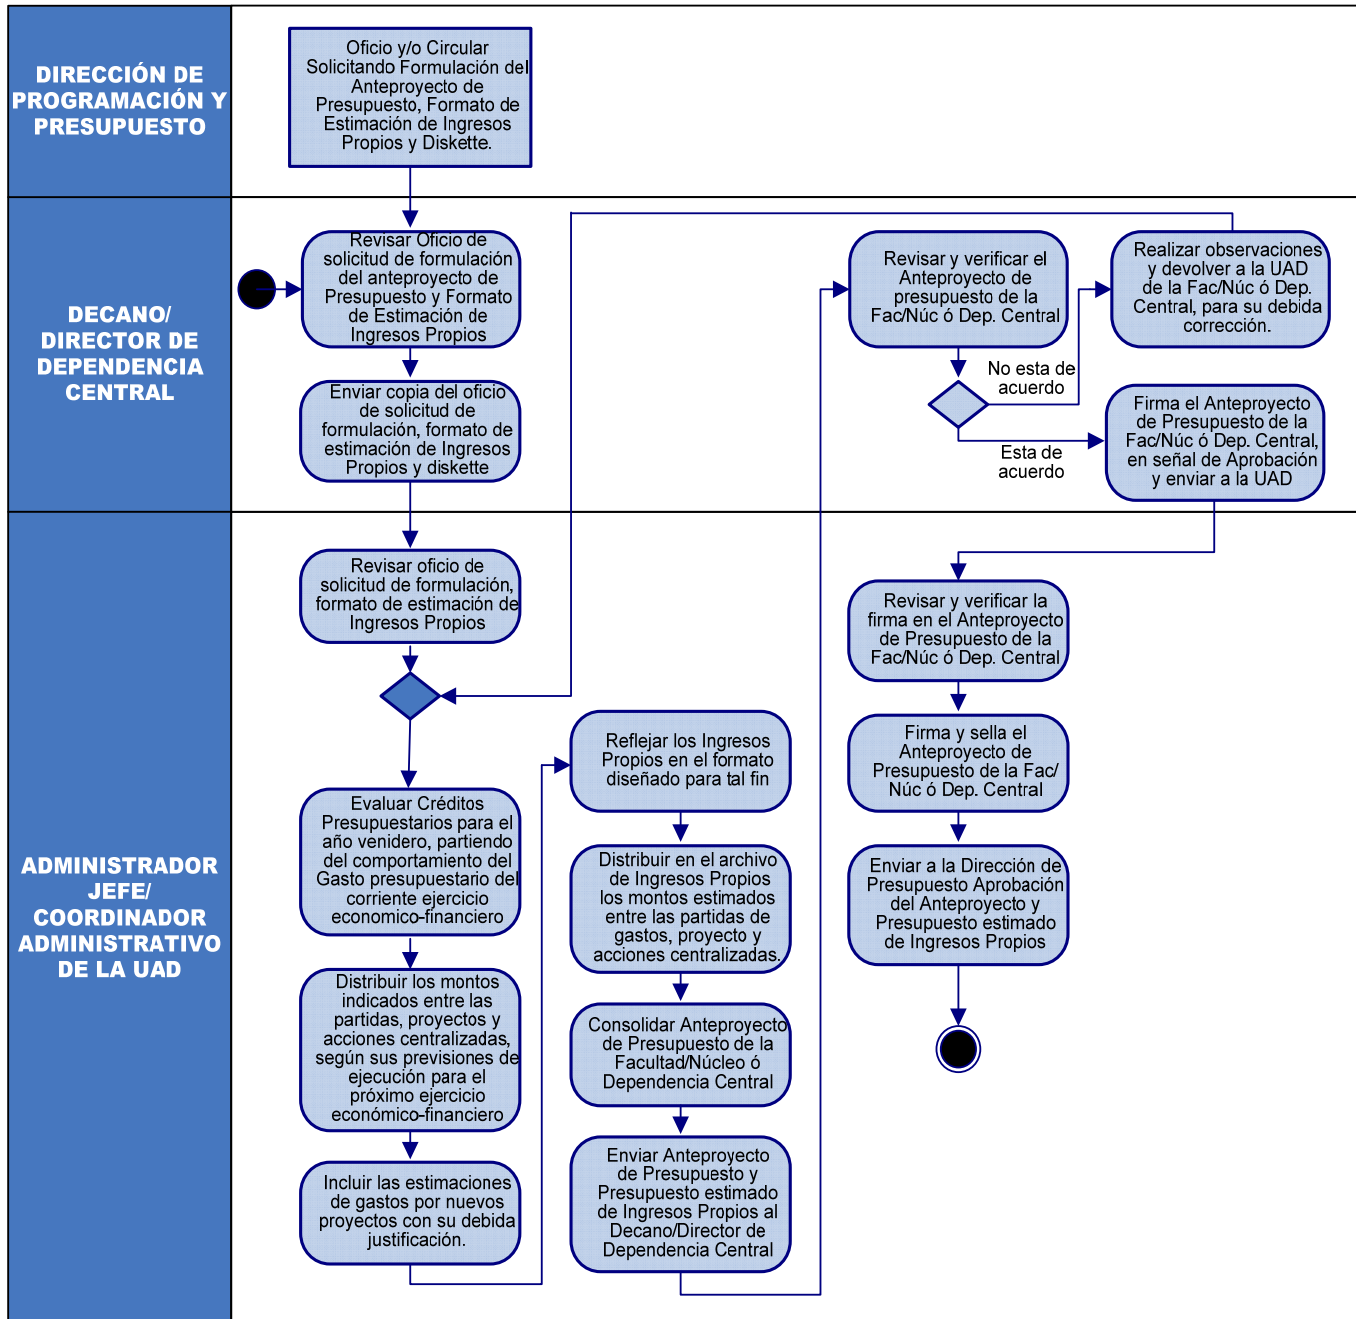 DIRECCIÓN DE
PROGRAMACIÓN Y
PRESUPUESTO
Oficio y/o Circular
Solicitando Formulación del
Anteproyecto de
Presupuesto, Formato de
Estimación de Ingresos
Propios y Diskette.
DECANO/
DIRECTOR DE
DEPENDENCIA
CENTRAL
Revisar Oficio de
solicitud de formulación
del anteproyecto de
Presupuesto y Formato
de Estimación de
Ingresos Propios
Enviar copia del oficio
de solicitud de
formulación, formato de
estimación de Ingresos
Propios y diskette
Revisar y verificar el
Anteproyecto de
presupuesto de la
Fac/Núc ó Dep. Central
No esta de
acuerdo
Esta de
acuerdo
Realizar observaciones
y devolver a la UAD
de la Fac/Núc ó Dep.
Central, para su debida
corrección.
Firma el Anteproyecto
de Presupuesto de la
Fac/Núc ó Dep. Central,
en señal de Aprobación
y enviar a la UAD
ADMINISTRADOR
JEFE/
COORDINADOR
ADMINISTRATIVO
DE LA UAD
Revisar oficio de
solicitud de formulación,
formato de estimación de
Ingresos Propios
Evaluar Créditos
Presupuestarios para el
año venidero, partiendo
del comportamiento del
Gasto presupuestario del
corriente ejercicio
economico-financiero
Distribuir los montos
indicados entre las
partidas, proyectos y
acciones centralizadas,
según sus previsiones de
ejecución para el
próximo ejercicio
económico-financiero
Incluir las estimaciones
de gastos por nuevos
proyectos con su debida
justificación.
Reflejar los Ingresos
Propios en el formato
diseñado para tal fin
Distribuir en el archivo
de Ingresos Propios
los montos estimados
entre las partidas de
gastos, proyecto y
acciones centralizadas.
Consolidar Anteproyecto
de Presupuesto de la
Facultad/Núcleo ó
Dependencia Central
Enviar Anteproyecto
de Presupuesto y
Presupuesto estimado
de Ingresos Propios al
Decano/Director de
Dependencia Central
Revisar y verificar la
firma en el Anteproyecto
de Presupuesto de la
Fac/Núc ó Dep. Central
Firma y sella el
Anteproyecto de
Presupuesto de la Fac/
Núc ó Dep. Central
Enviar a la Dirección de
Presupuesto Aprobación
del Anteproyecto y
Presupuesto estimado
de Ingresos Propios